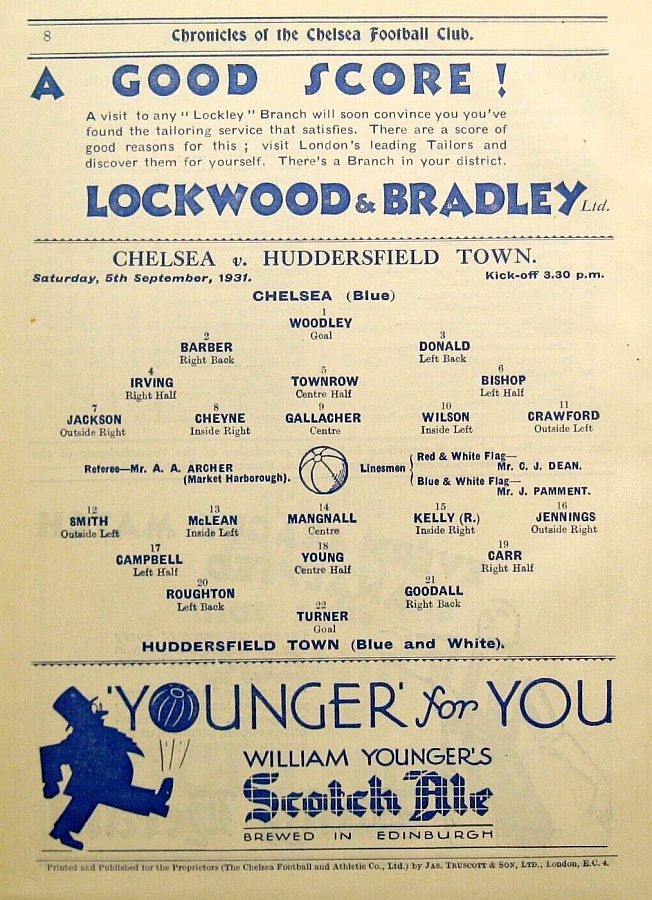 8 Chronicles of the Chelsea Football Club.
A GOOD SCORE!
A visit to any "Lockley" Branch will soon convince you you've
found the tailoring service that satisfies. There are a score of
good reasons for this; visit London's leading Tailors and
discover them for yourself. There's a Branch in your district.
LOCKWOOD & BRADLEY Ltd.
CHELSEA v. HUDDERSFIELD TOWN.
Saturday, 5th September, 1931. Kick-off 3.30 p.m.
CHELSEA (Blue)
1
WOODLEY
Goal
2 3
BARBER DONALD
Right Back Left Back
4 5 6
IRVING TOWNROW BISHOP
Right Half Centre Half Left Half
7 8 9 10 11
JACKSON CHEYNE GALLACHER WILSON CRAWFORD
Outside Right Inside Right Centre Inside Left Outside Left
Referee—Mr. A. A. ARCHER
(Market Harborough).
Linesmen
Red & White Flag—
Mr. C. J. DEAN.
Blue & White Flag—
Mr. J. PAMMENT.
12 13 14 15 16
SMITH McLEAN MANGNALL KELLY (R.) JENNINGS
Outside Left Inside Left Centre Inside Right Outside Right
17 18 19
CAMPBELL YOUNG CARR
Left Half Centre Half Right Half
20 21
ROUGHTON GOODALL
Left Back Right Back
22
TURNER
Goal
HUDDERSFIELD TOWN (Blue and White).
'YOUNGER' for YOU
WILLIAM YOUNGER'S
Scotch Ale
BREWED IN EDINBURGH
Printed and Published for the Proprietors (The Chelsea Football and Athletic Co., Ltd.) by JAS. TRUSCOTT & SON, LTD., London, E.C. 4.